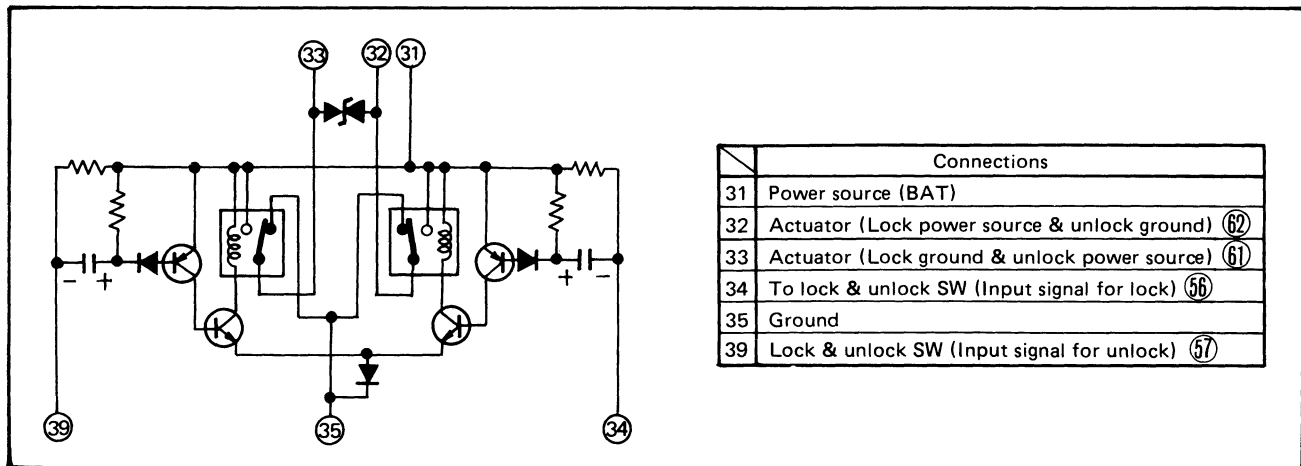 33 32 31
- +
+ -
39 35 34
Connections
31 Power source (BAT)
32 Actuator (Lock power source & unlock ground) 62
33 Actuator (Lock ground & unlock power source) 61
34 To lock & unlock SW (Input signal for lock) 56
35 Ground
39 Lock & unlock SW (Input signal for unlock) 57